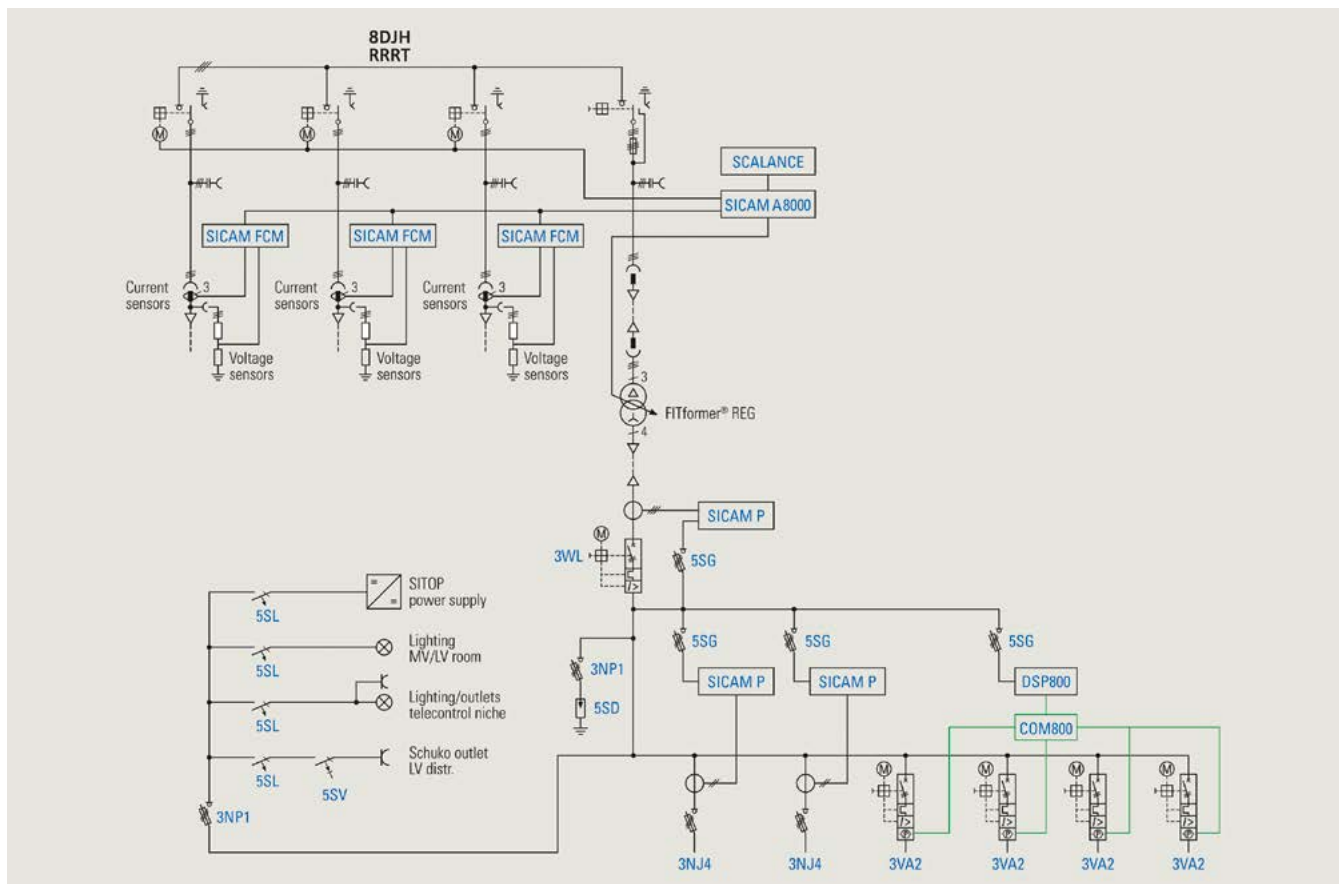 8DJH
RRRT
M
M
M
SCALANCE
SICAM A8000
SICAM FCM
SICAM FCM
SICAM FCM
Current
sensors
3
Current
sensors
3
Current
sensors
3
Voltage
sensors
Voltage
sensors
Voltage
sensors
3
FITformer® REG
4
SICAM P
M
3WL
5SG
SITOP
power supply
5SL
5SG
5SG
5SG
Lighting
MV/LV room
5SL
3NP1
SICAM P
SICAM P
DSP800
Lighting/outlets
telecontrol niche
5SL
5SD
COM800
Schuko outlet
LV distr.
5SL
5SV
M
M
M
M
3NP1
3NJ4
3NJ4
3VA2
3VA2
3VA2
3VA2